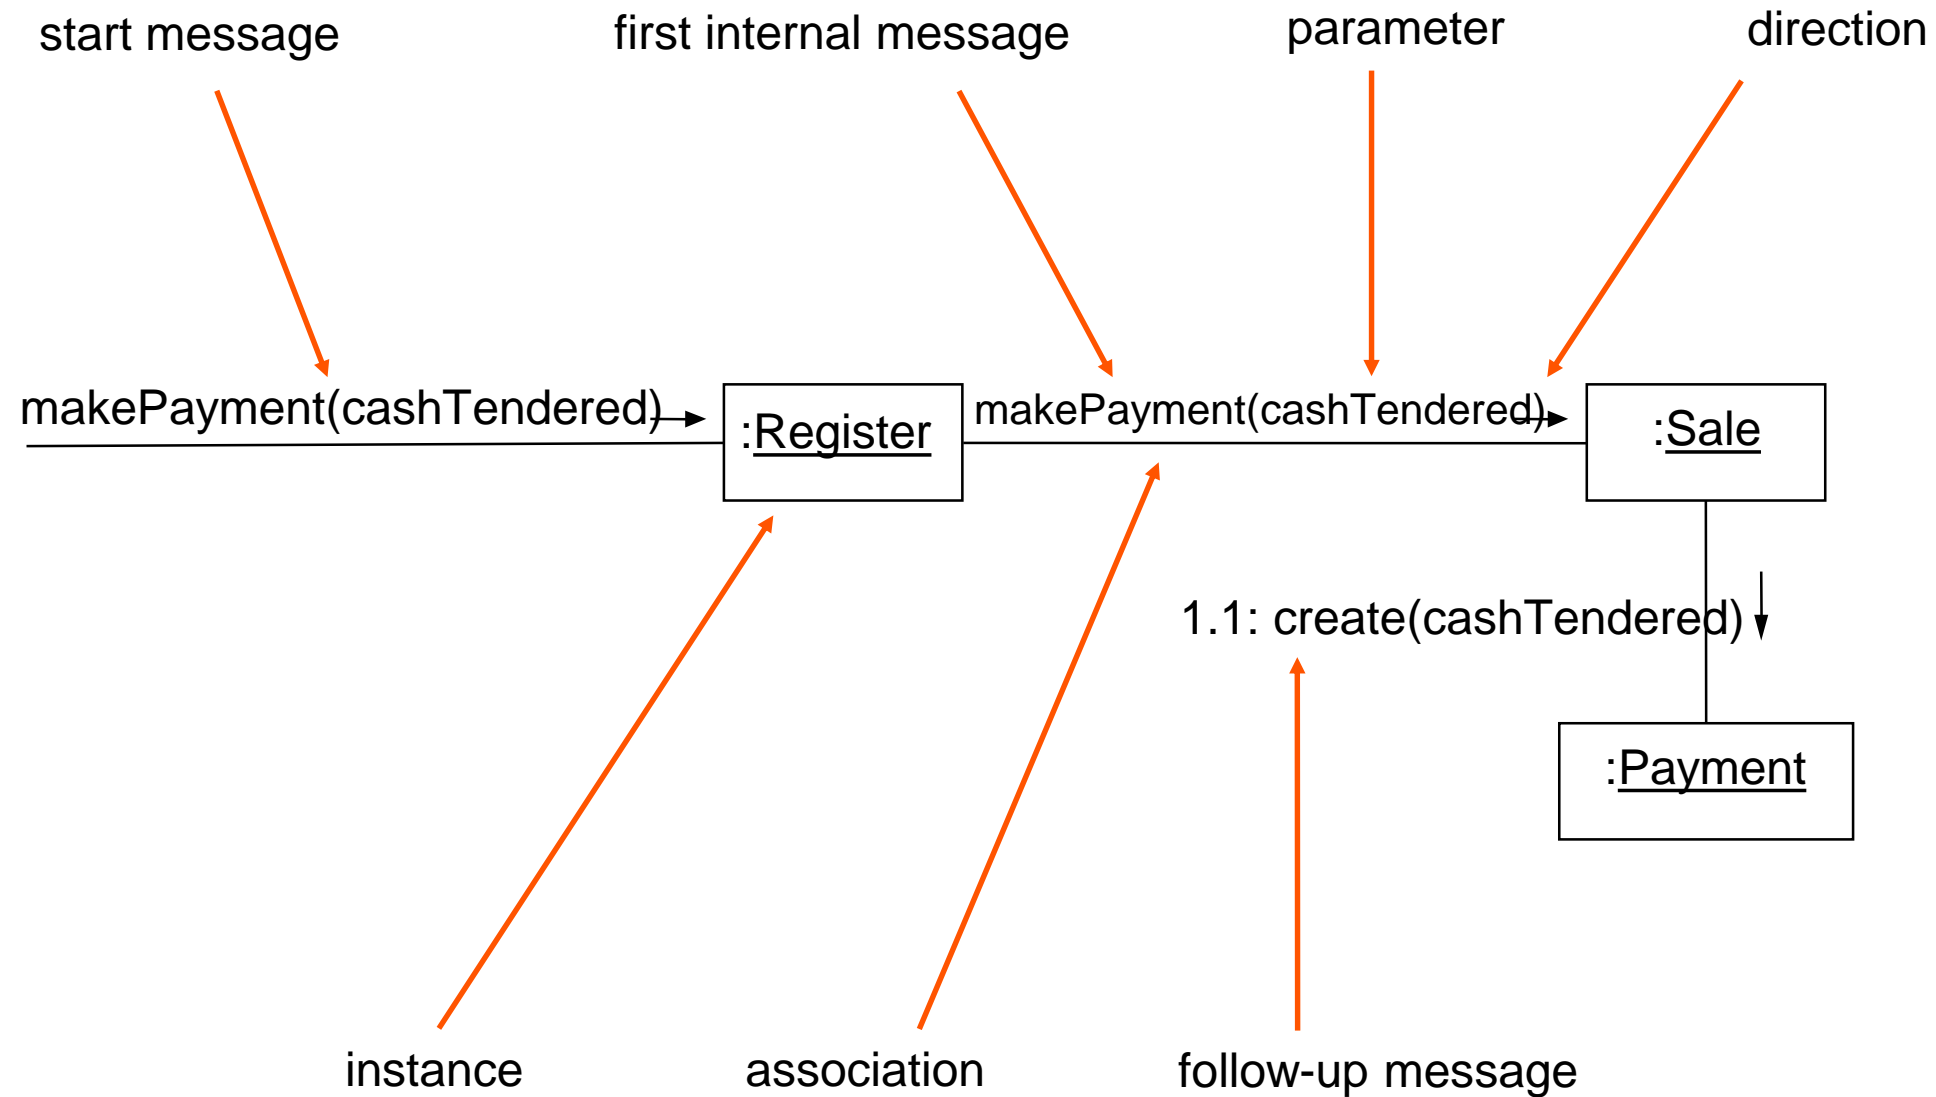 start message
first internal message
parameter
direction
makePayment(cashTendered)
:Register
makePayment(cashTendered)
:Sale
1.1: create(cashTendered)
:Payment
instance
association
follow-up message